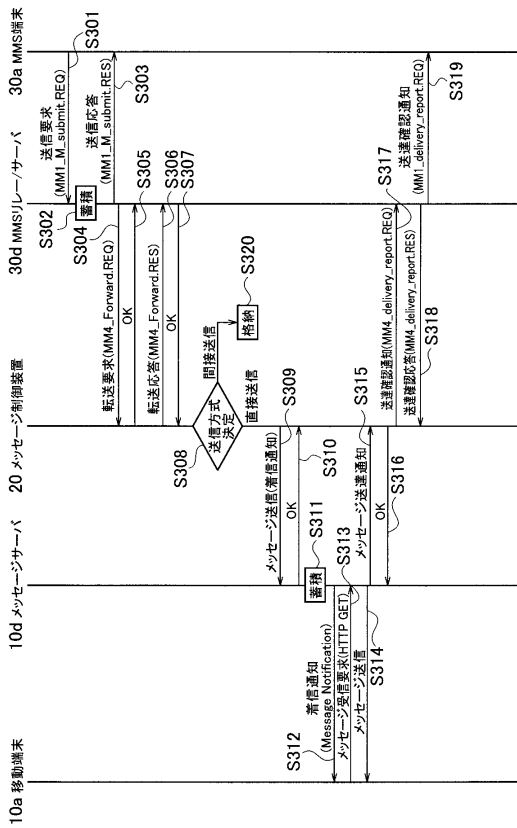 10a 移動端末
10d メッセージサーバ
20 メッセージ制御装置
30d MMSリレー/サーバ
30a MMS端末
S301
送信要求
(MM1_M_submit.REQ)
S302
蓄積
送信応答
(MM1_M_submit.RES)
S303
S304
転送要求(MM4_Forward.REQ)
OK
S305
転送応答(MM4_Forward.RES)
S306
OK
S307
送信方式
決定
S308
間接送信
格納
S320
直接送信
メッセージ送信(着信通知)
S309
OK
S310
蓄積
S311
着信通知
(Message Notification)
S312
メッセージ受信要求(HTTP GET)
S313
メッセージ送信
S314
メッセージ送達通知
S315
OK
S316
送達確認通知(MM4_delivery_report.REQ)
S317
送達確認応答(MM4_delivery_report.RES)
S318
送達確認通知
(MM1_delivery_report.REQ)
S319